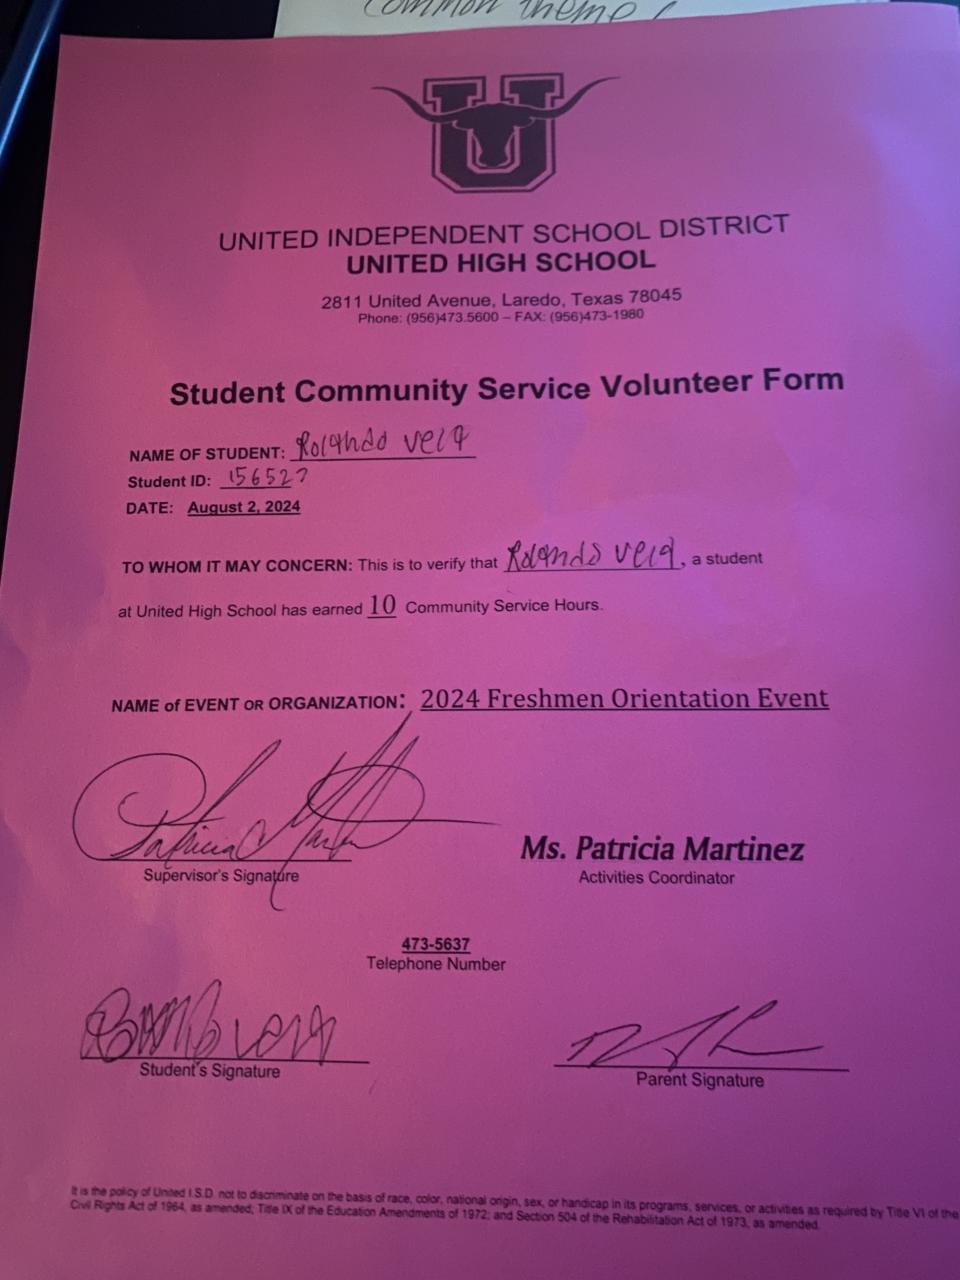 Common theme
U
UNITED INDEPENDENT SCHOOL DISTRICT
UNITED HIGH SCHOOL
2811 United Avenue, Laredo, Texas 78045
Phone: (956)473.5600 – FAX: (956)473-1980
Student Community Service Volunteer Form
NAME OF STUDENT: Rolando Vela
Student ID: 156527
DATE: August 2, 2024
TO WHOM IT MAY CONCERN: This is to verify that Rolando Vela, a student
at United High School has earned 10 Community Service Hours.
NAME of EVENT OR ORGANIZATION: 2024 Freshmen Orientation Event
Patricia Martinez
Supervisor's Signature
Ms. Patricia Martinez
Activities Coordinator
473-5637
Telephone Number
Vela
Student's Signature
Parent Signature
It is the policy of United I.S.D. not to discriminate on the basis of race, color, national origin, sex, or handicap in its programs, services, or activities as required by Title VI of the
Civil Rights Act of 1964, as amended; Title IX of the Education Amendments of 1972; and Section 504 of the Rehabilitation Act of 1973, as amended.